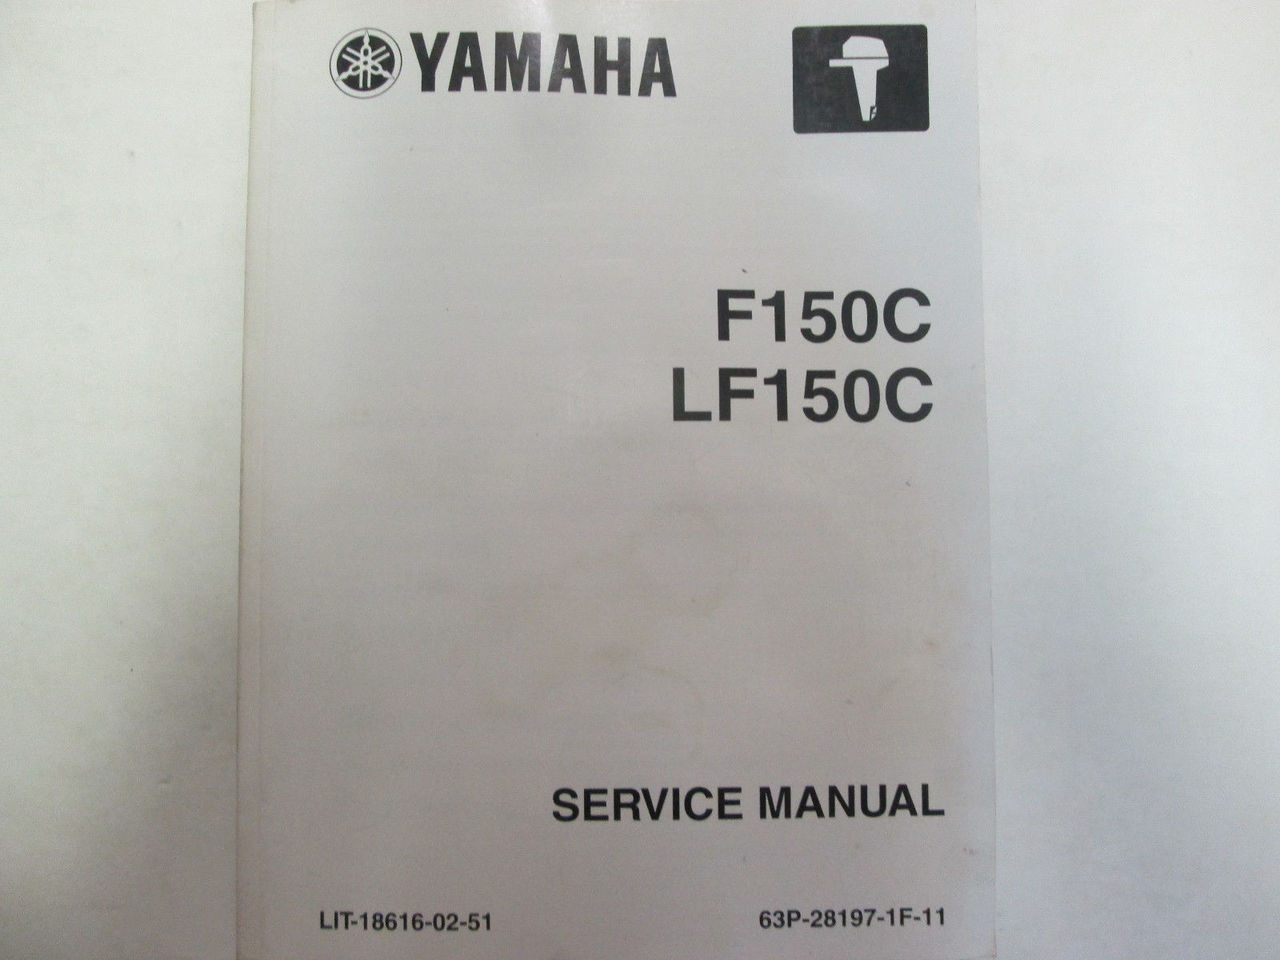 YAMAHA
F150C
LF150C
SERVICE MANUAL
LIT-18616-02-51
63P-28197-1F-11